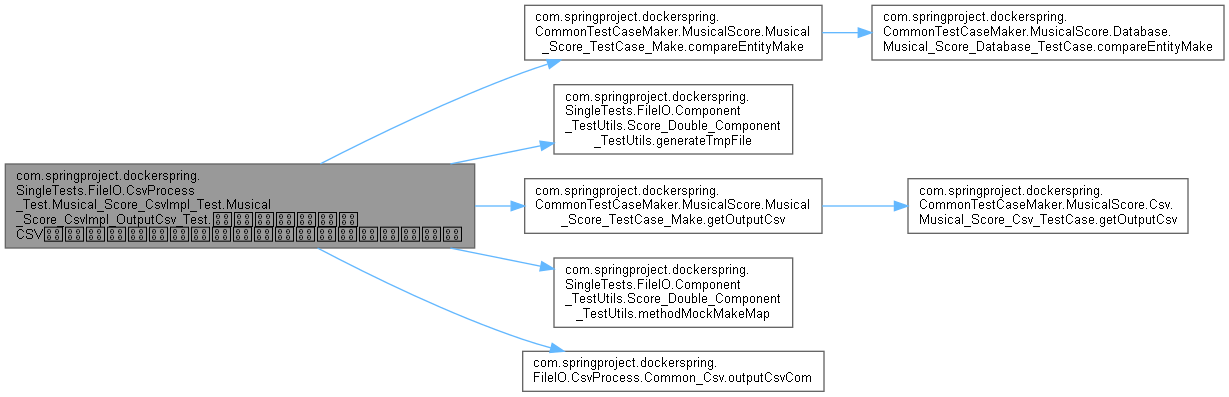 com.springproject.dockerspring.
CommonTestCaseMaker.MusicalScore.Musical
_Score_TestCase_Make.compareEntityMake
com.springproject.dockerspring.
CommonTestCaseMaker.MusicalScore.Database.
Musical_Score_Database_TestCase.compareEntityMake
com.springproject.dockerspring.
SingleTests.FileIO.Component
_TestUtils.Score_Double_Component
_TestUtils.generateTmpFile
com.springproject.dockerspring.
SingleTests.FileIO.CsvProcess
_Test.Musical_Score_CsvImpl_Test.Musical
_Score_CsvImpl_OutputCsv_Test.
CSV
com.springproject.dockerspring.
CommonTestCaseMaker.MusicalScore.Musical
_Score_TestCase_Make.getOutputCsv
com.springproject.dockerspring.
CommonTestCaseMaker.MusicalScore.Csv.
Musical_Score_Csv_TestCase.getOutputCsv
com.springproject.dockerspring.
SingleTests.FileIO.Component
_TestUtils.Score_Double_Component
_TestUtils.methodMockMakeMap
com.springproject.dockerspring.
FileIO.CsvProcess.Common_Csv.outputCsvCom